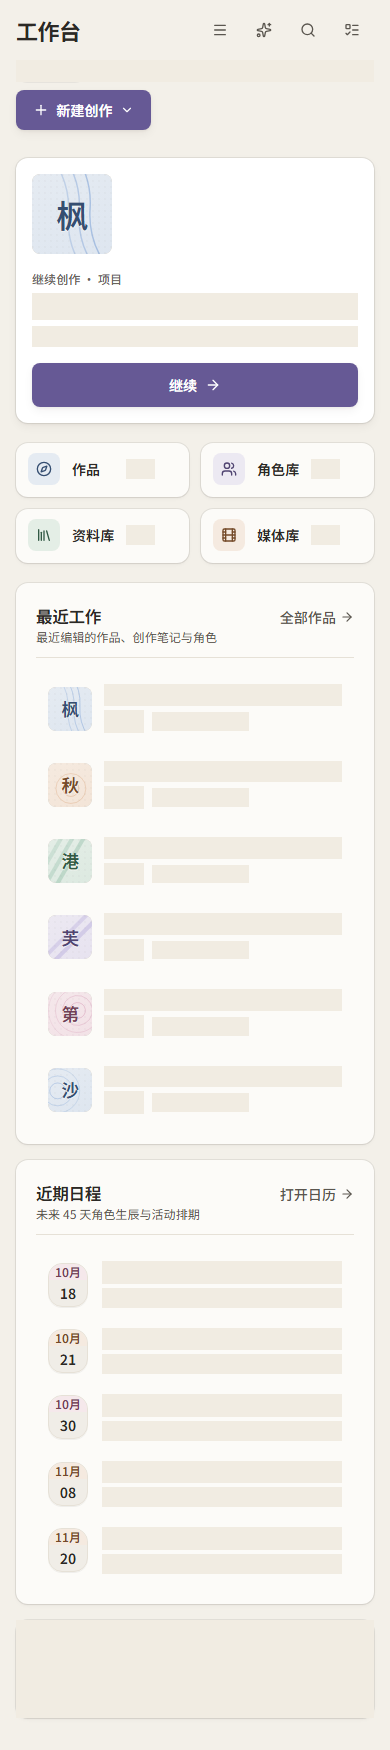 工作台
新建创作
枫
继续创作 · 项目
继续
作品
角色库
资料库
媒体库
最近工作
全部作品
最近编辑的作品、创作笔记与角色
枫
秋
港
芙
第
沙
近期日程
打开日历
未来 45 天角色生辰与活动排期
10月
18
10月
21
10月
30
11月
08
11月
20